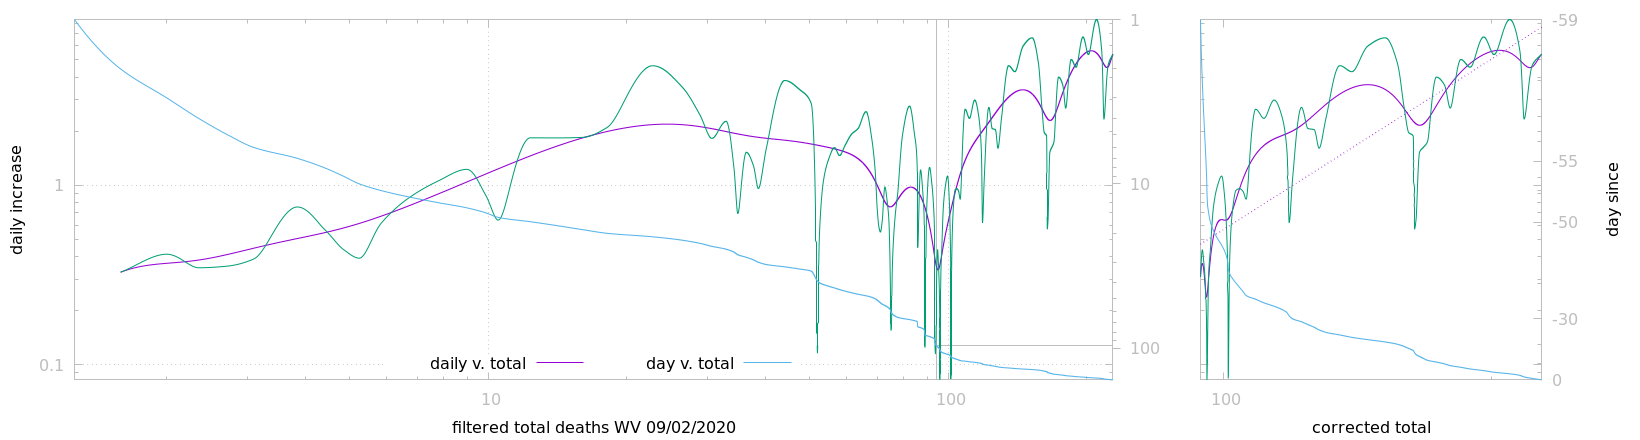 daily increase
1
0.1
10
100
1
10
100
daily v. total
day v. total
filtered total deaths WV 09/02/2020
100
-59
-55
-50
-30
0
day since
corrected total